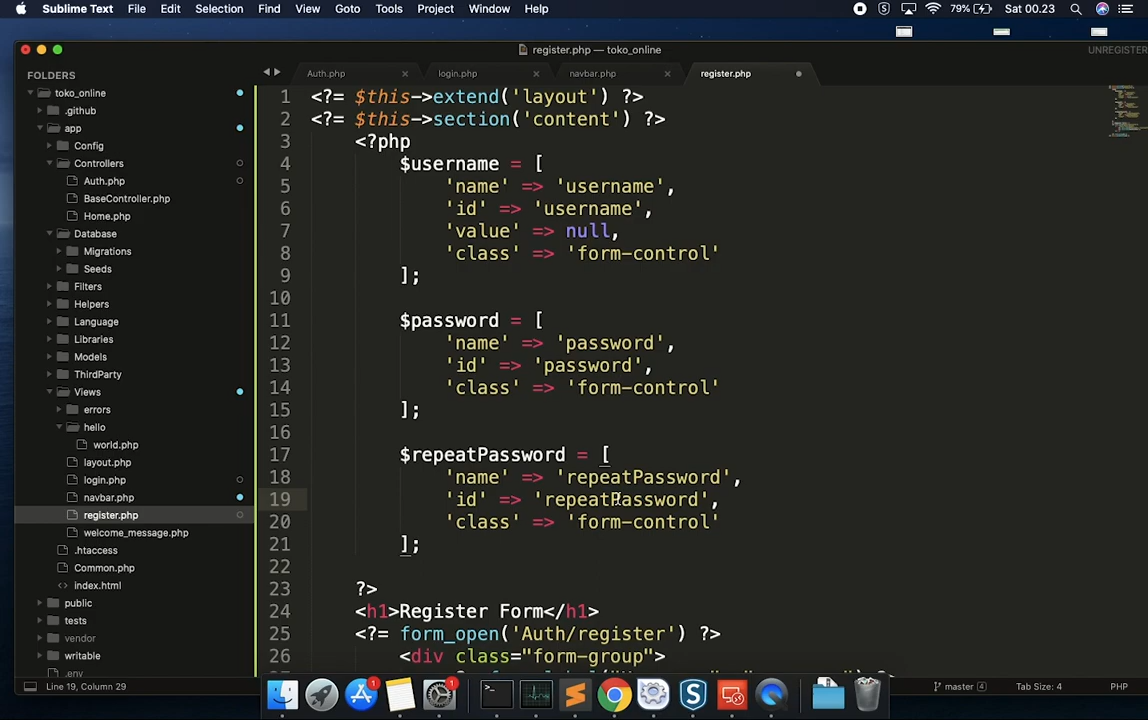 Sublime Text File Edit Selection Find View Goto Tools Project Window Help 79% Sat 00.23
register.php — toko_online
UNREGISTER
FOLDERS
Auth.php login.php navbar.php register.php
toko_online
.github
app
Config
Controllers
Auth.php
BaseController.php
Home.php
Database
Migrations
Seeds
Filters
Helpers
Language
Libraries
Models
ThirdParty
Views
errors
hello
world.php
layout.php
login.php
navbar.php
register.php
welcome_message.php
.htaccess
Common.php
index.html
public
tests
vendor
writable
.env
1 <?= $this->extend('layout') ?>
2 <?= $this->section('content') ?>
3 <?php
4 $username = [
5 'name' => 'username',
6 'id' => 'username',
7 'value' => null,
8 'class' => 'form-control'
9 ];
10
11 $password = [
12 'name' => 'password',
13 'id' => 'password',
14 'class' => 'form-control'
15 ];
16
17 $repeatPassword = [
18 'name' => 'repeatPassword',
19 'id' => 'repeatPassword',
20 'class' => 'form-control'
21 ];
22
23 ?>
24 <h1>Register Form</h1>
25 <?= form_open('Auth/register') ?>
26 <div class="form-group">
Line 19, Column 29
master 4 Tab Size: 4 PHP